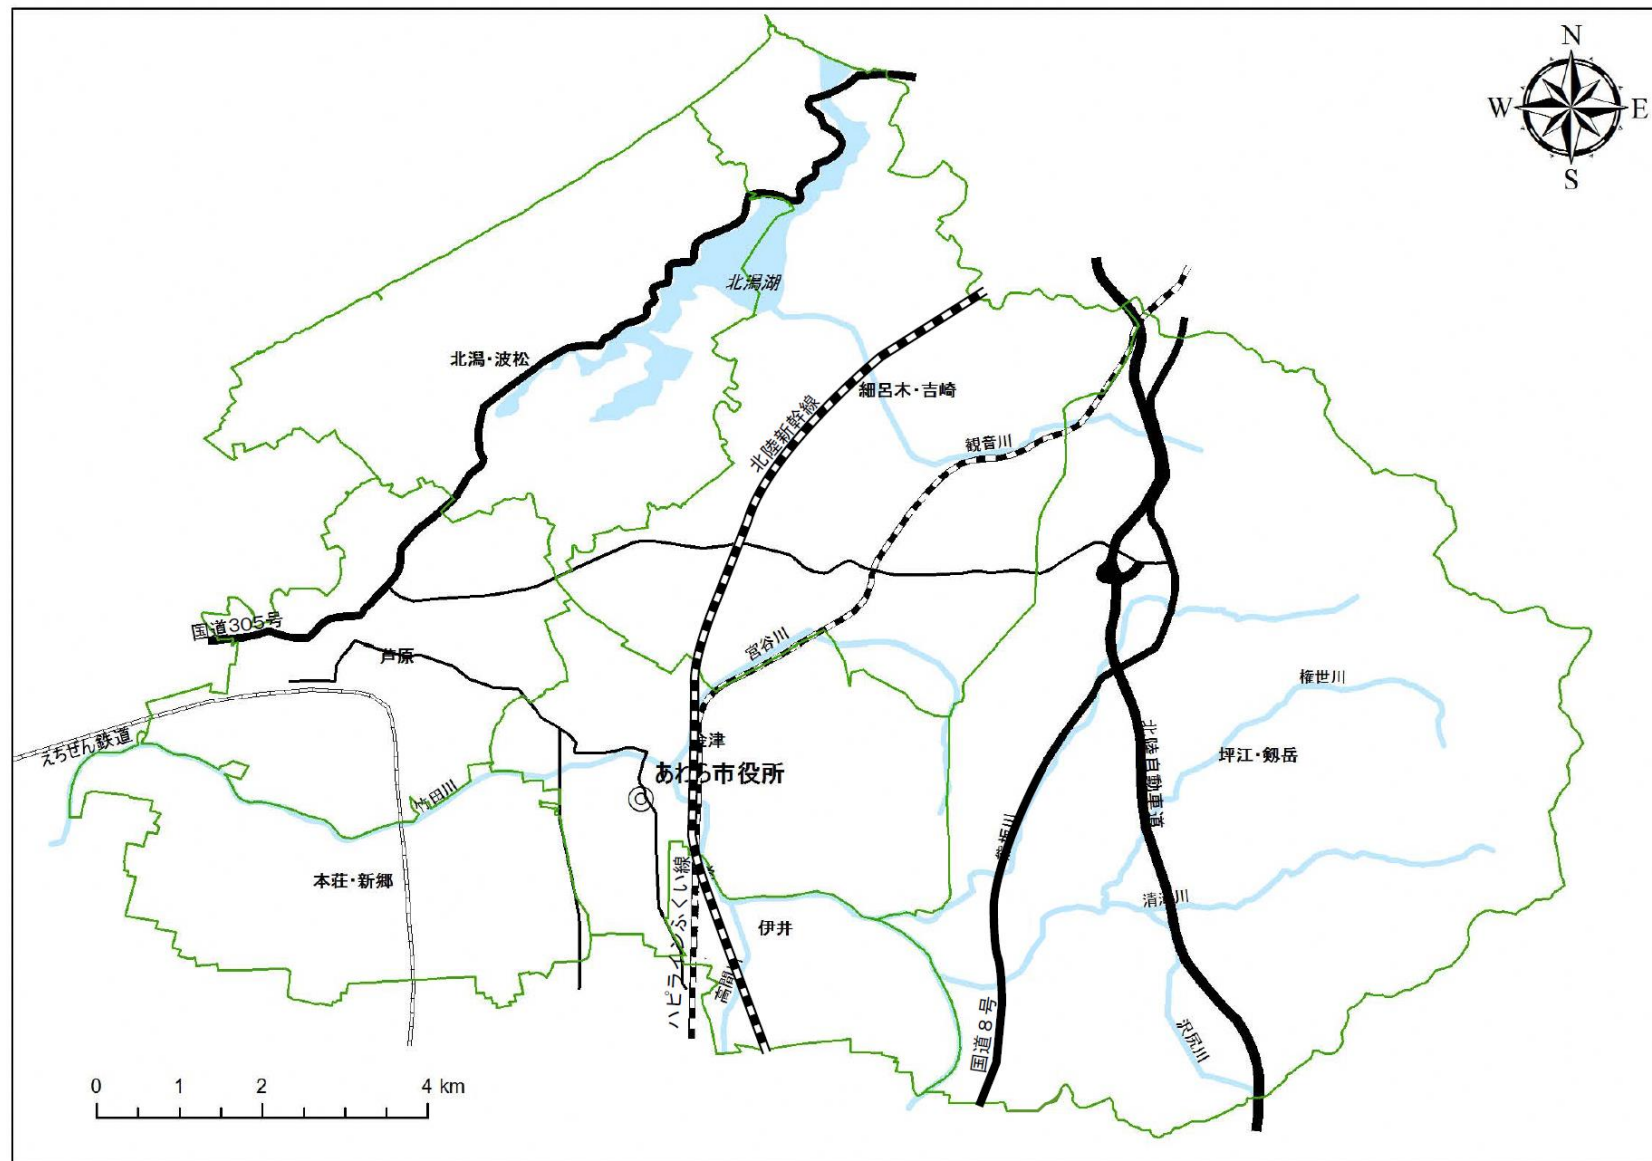 N
W
E
S
北潟湖
北潟・波松
細呂木・吉崎
北陸新幹線
観音川
国道305号
宮谷川
芦原
権世川
えちぜん鉄道
金津
北陸自動車道
坪江・剱岳
あわら市役所
竹田川
本荘・新郷
ハピラインふくい線
伊井
国道8号
沢尻川
0 1 2 4 km